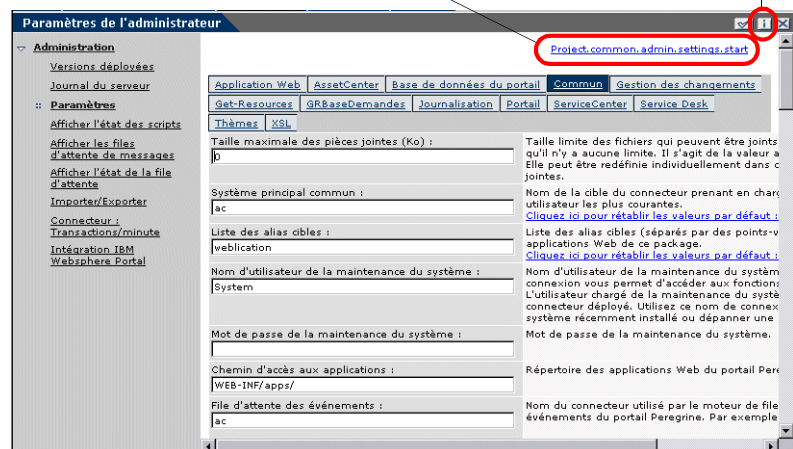 Paramètres de l'administrateur
Project.common.admin.settings.start
Administration
Versions déployées
Journal du serveur
Paramètres
Afficher l'état des scripts
Afficher les files
d'attente de messages
Afficher l'état de la file
d'attente
Importer/Exporter
Connecteur :
Transactions/minute
Intégration IBM
Websphere Portal
Application Web AssetCenter Base de données du portail Commun Gestion des changements
Get-Resources GRBaseDemandes Journalisation Portail ServiceCenter Service Desk
Thèmes XSL
Taille maximale des pièces jointes (Ko) :
0
Taille limite des fichiers qui peuvent être joints
qu'il n'y a aucune limite. Il s'agit de la valeur
Elle peut être redéfinie individuellement dans
jointes.
Système principal commun :
ac
Nom de la cible du connecteur prenant en
utilisateur les plus courantes.
Cliquez ici pour rétablir les valeurs par défaut :
Liste des alias cibles :
weblication
Liste des alias cibles (séparés par des
applications Web de ce package.
Cliquez ici pour rétablir les valeurs par défaut :
Nom d'utilisateur de la maintenance du système :
System
Nom d'utilisateur de la maintenance du
connexion vous permet d'accéder aux
L'utilisateur chargé de la maintenance du
connecteur déployé. Utilisez ce nom de
système récemment installé ou dépanner une
Mot de passe de la maintenance du système :
Mot de passe de la maintenance du système.
Chemin d'accès aux applications :
WEB-INF/apps/
Répertoire des applications Web du portail
File d'attente des événements :
ac
Nom du connecteur utilisé par le moteur de file
événements du portail Peregrine. Par exemple